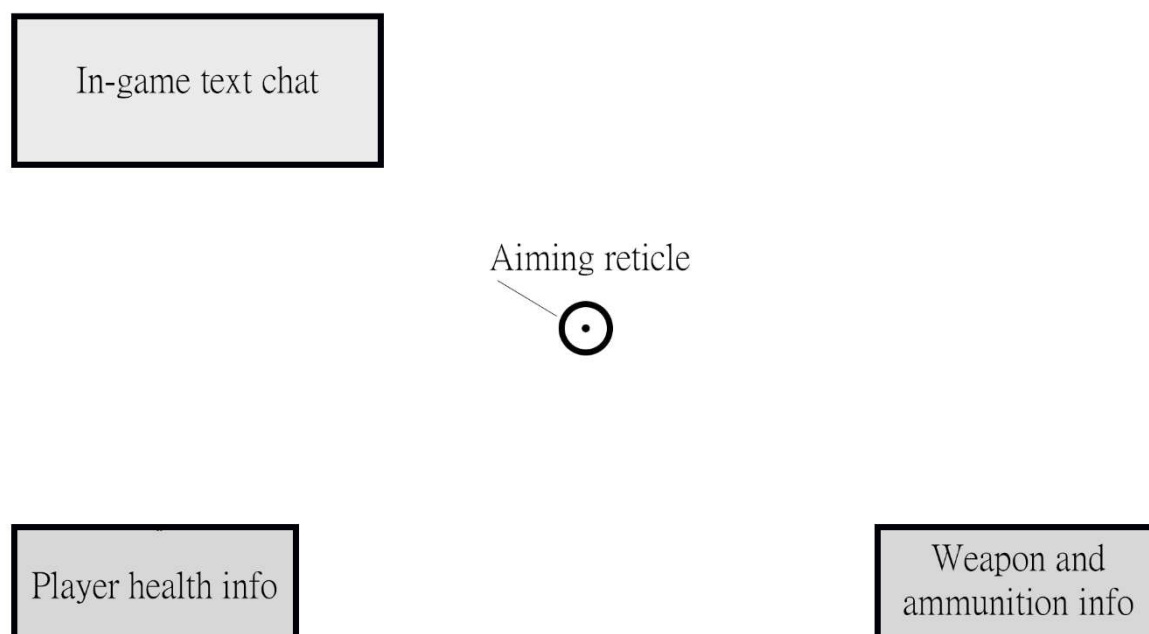 In-game text chat
Aiming reticle
Player health info
Weapon and
ammunition info